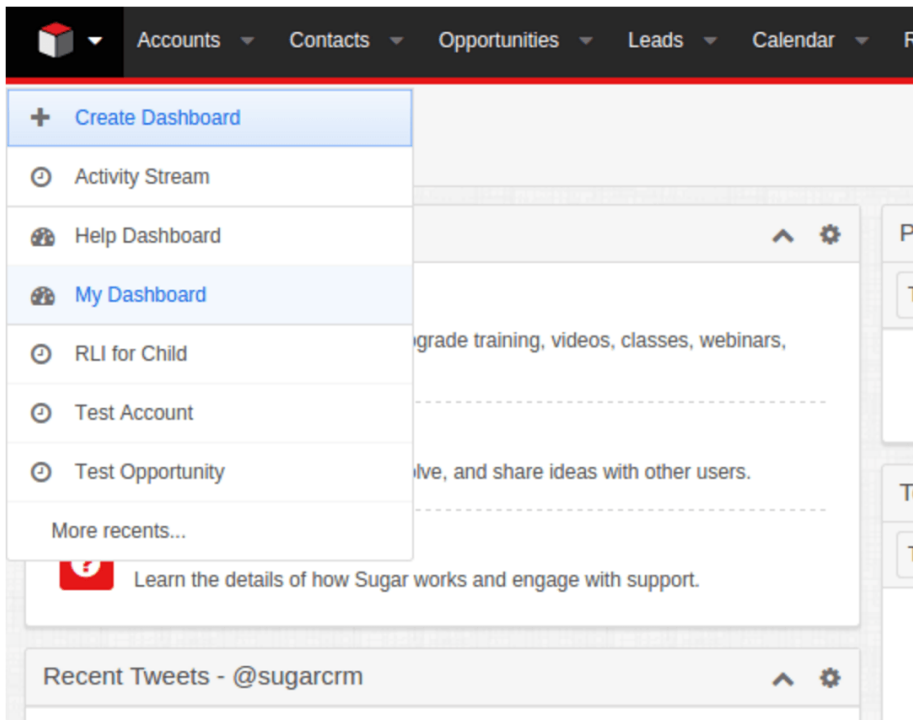 Accounts Contacts Opportunities Leads Calendar
Create Dashboard
Activity Stream
Help Dashboard
My Dashboard
RLI for Child
grade training, videos, classes, webinars,
Test Account
Test Opportunity
, and share ideas with other users.
More recents...
?
Learn the details of how Sugar works and engage with support.
Recent Tweets - @sugarcrm